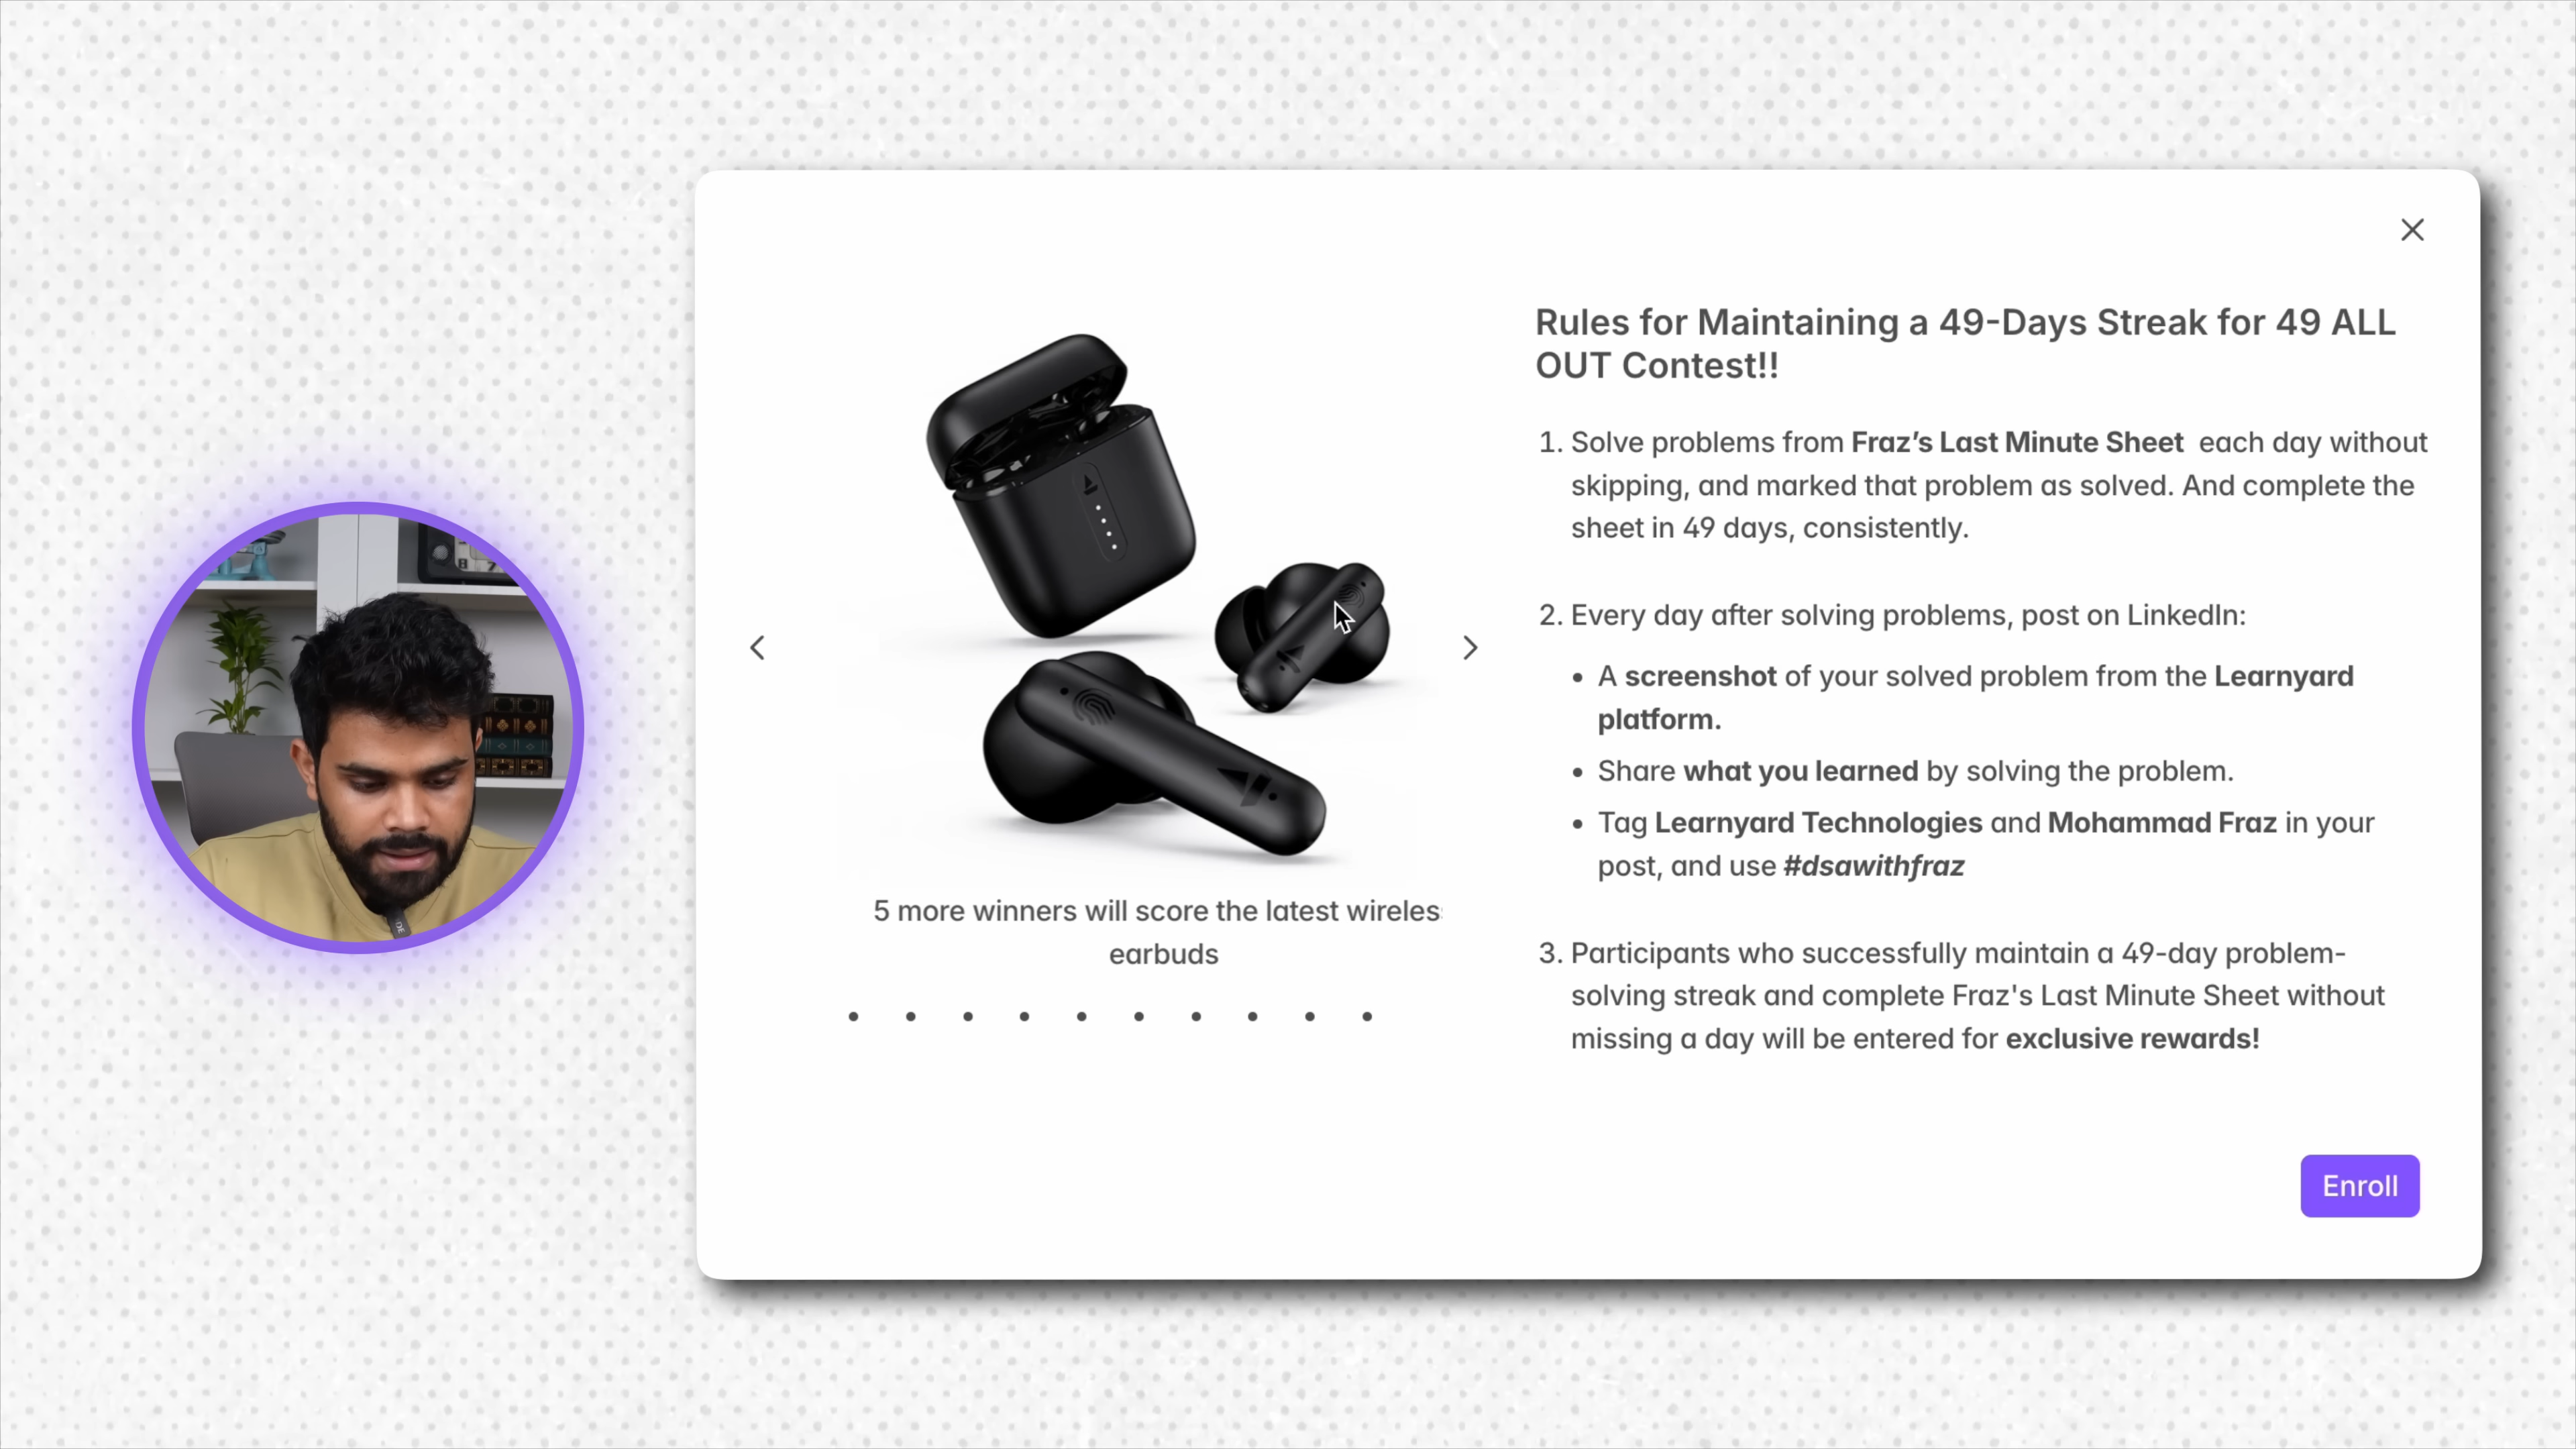 Rules for Maintaining a 49-Days Streak for 49 ALL
OUT Contest!!
1. Solve problems from Fraz's Last Minute Sheet each day without
skipping, and marked that problem as solved. And complete the
sheet in 49 days, consistently.
2. Every day after solving problems, post on LinkedIn:
• A screenshot of your solved problem from the Learnyard
platform.
• Share what you learned by solving the problem.
• Tag Learnyard Technologies and Mohammad Fraz in your
post, and use #dsawithfraz
3. Participants who successfully maintain a 49-day problem-
solving streak and complete Fraz's Last Minute Sheet without
missing a day will be entered for exclusive rewards!
5 more winners will score the latest wireles
earbuds
Enroll